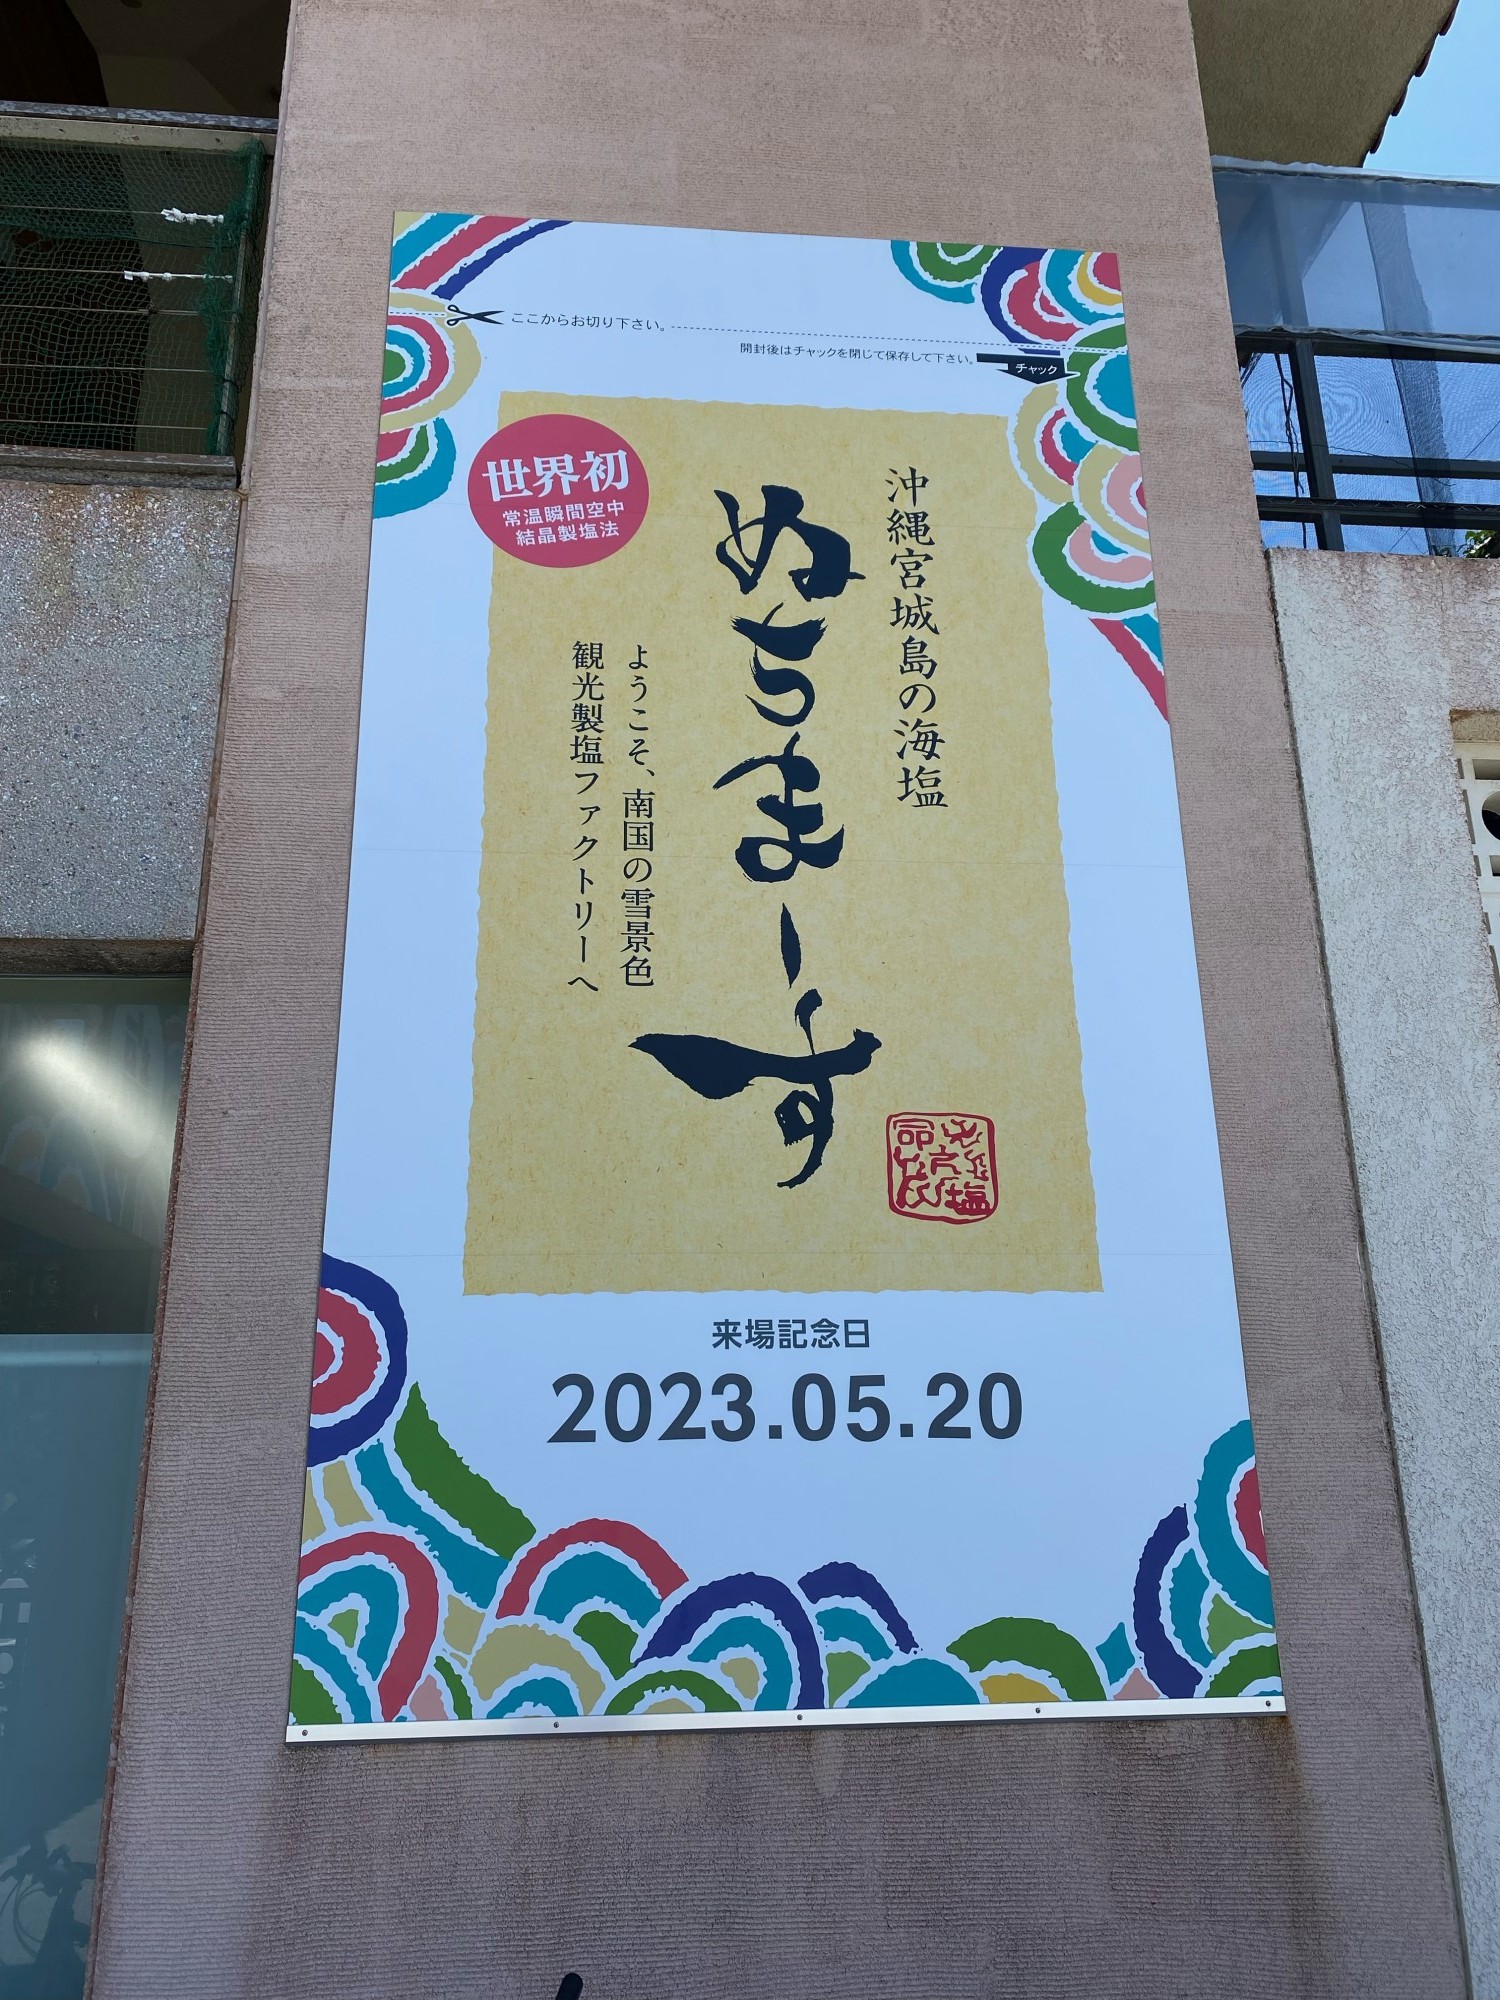 ここからお切り下さい。
開封後はチャックを閉じて保存して下さい。
チャック
世界初
常温瞬間空中
結晶製塩法
沖縄宮城島の海塩
ぬちまーす
ようこそ、南国の雪景色
観光製塩ファクトリーへ
来場記念日
2023.05.20